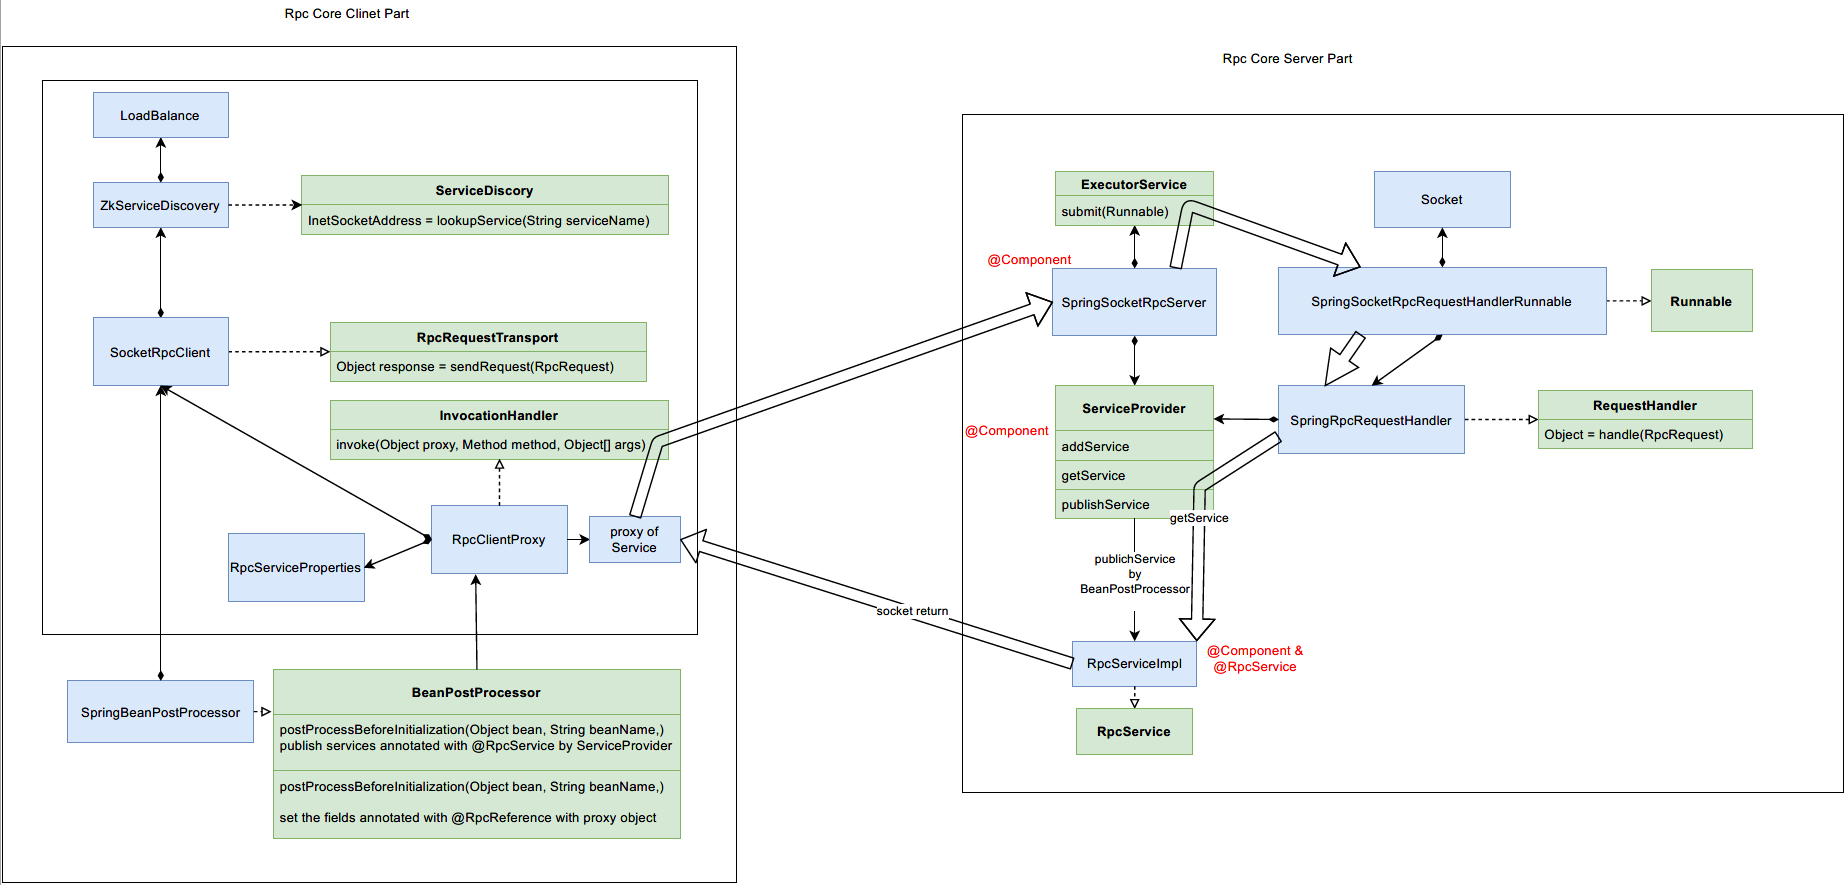 Rpc Core Clinet Part
LoadBalance
ZkServiceDiscovery
ServiceDiscory
InetSocketAddress = lookupService(String serviceName)
SocketRpcClient
RpcRequestTransport
Object response = sendRequest(RpcRequest)
InvocationHandler
invoke(Object proxy, Method method, Object[] args)
RpcClientProxy
proxy of
Service
RpcServiceProperties
SpringBeanPostProcessor
BeanPostProcessor
postProcessBeforeInitialization(Object bean, String beanName,)
publish services annotated with @RpcService by ServiceProvider
postProcessBeforeInitialization(Object bean, String beanName,)
set the fields annotated with @RpcReference with proxy object
socket return
Rpc Core Server Part
ExecutorService
submit(Runnable)
Socket
@Component
SpringSocketRpcServer
SpringSocketRpcRequestHandlerRunnable
Runnable
@Component
ServiceProvider
addService
getService
publishService
SpringRpcRequestHandler
RequestHandler
Object = handle(RpcRequest)
getService
publichService
by
BeanPostProcessor
RpcServiceImpl
@Component &
@RpcService
RpcService